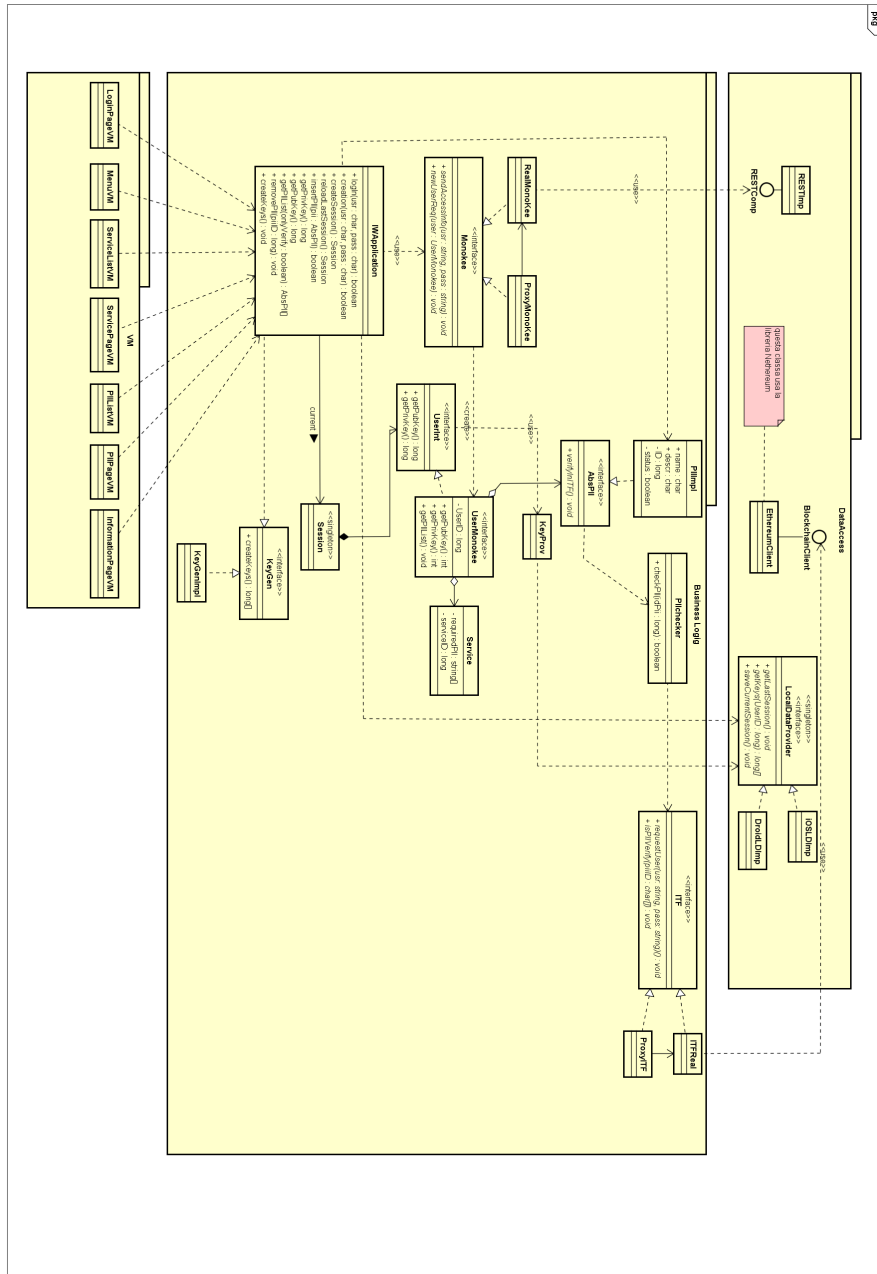 pkg
VM
LoginPageVM
MenuVM
ServiceListVM
ServicePageVM
PIIListVM
PIIPageVM
InformationPageVM
Business Logig
IWApplication
+ login(usr : char, pass : char) : boolean
+ creation(usr : char, pass : char) : boolean
+ createSession() : Session
+ reloadLastSession() : Session
+ insertPII(pii : AbsPII) : boolean
+ getPrivKey() : long
+ getPubKey() : long
+ getPIIList(onlyVerify : boolean) : AbsPII[]
+ removePII(piiID : long) : void
+ createKeys() : void
<<use>>
<<interface>>
Monokee
+ sendAccessInfo(usr : string, pass : string) : void
+ newUserReq(user : UserMonokee) : void
RealMonoKee
ProxyMonoKee
<<use>>
current
<<singleton>>
Session
<<interface>>
UserInt
+ getPubKey() : long
+ getPrivKey() : long
<<create>>
<<interface>>
UserMonokee
- UserID : long
+ getPubKey() : int
+ getPrivKey() : int
+ getPIIList() : void
Service
- requiredPII : string[]
- serviceID : long
<<interface>>
KeyGen
+ createKeys() : long[]
KeyGenImpl
<<use>>
KeyProv
<<interface>>
AbsPII
+ verifyInITF() : void
PIIImpl
+ name : char
+ descr : char
- ID : long
- status : boolean
PIIchecker
+ checkPII(idPii : long) : boolean
<<interface>>
ITF
+ requestUser(usr : string, pass : string)() : void
+ isPIIVerify(piiID : char[]) : void
ProxyITF
ITFReal
DataAccess
RESTImp
RESTComp
questa classa usa la
libreria Nethereum
BlockchainClient
EthereumClient
<<singleton>>
<<interface>>
LocalDataProvider
+ getLastSession() : void
+ getKeys(UserID : long) : long[]
+ saveCurrentSession() : void
iOSLDImp
DroidLDImp
<<use>>